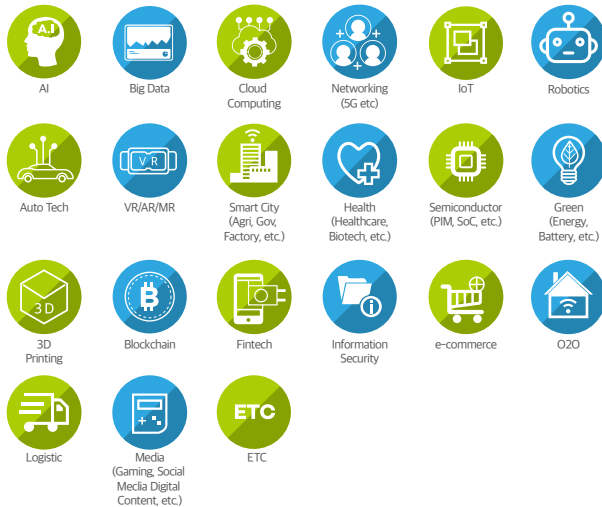 A.I
AI
Big Data
Cloud
Computing
Networking
(5G etc)
IoT
Robotics
Auto Tech
V R
VR/AR/MR
Smart City
(Agri, Gov,
Factory, etc.)
Health
(Healthcare,
Biotech, etc.)
Semiconductor
(PIM, SoC, etc.)
Green
(Energy,
Battery, etc.)
3D
3D
Printing
B
Blockchain
Fintech
i
Information
Security
e-commerce
O2O
Logistic
Media
(Gaming, Social
Meclia Digital
Content, etc.)
ETC
ETC